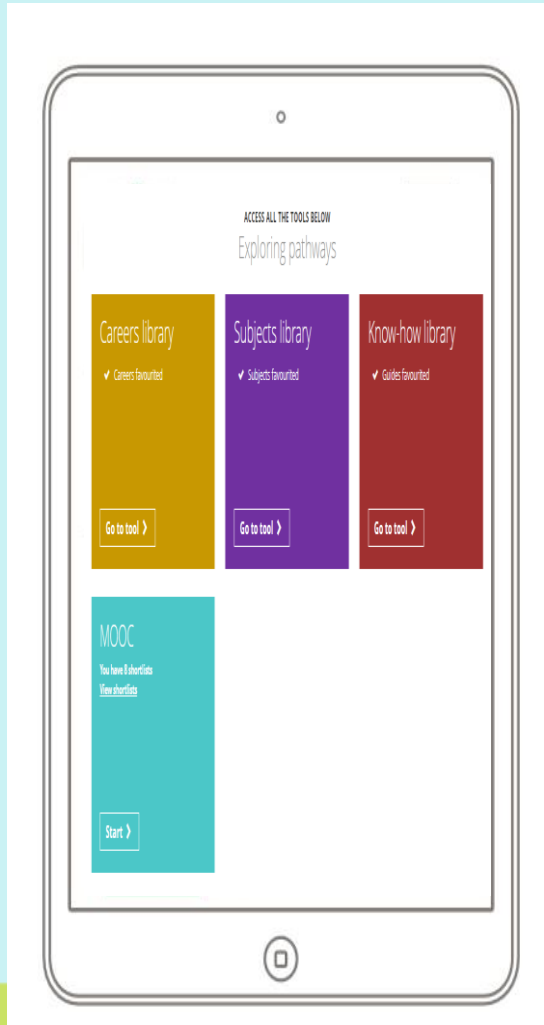 ACCESS ALL THE TOOLS BELOW
Exploring pathways
Careers library
✔ Careers favourited
Go to tool ❯
Subjects library
✔ Subjects favourited
Go to tool ❯
Know-how library
✔ Guides favourited
Go to tool ❯
MOOC
You have 8 shortlists
View shortlists
Start ❯